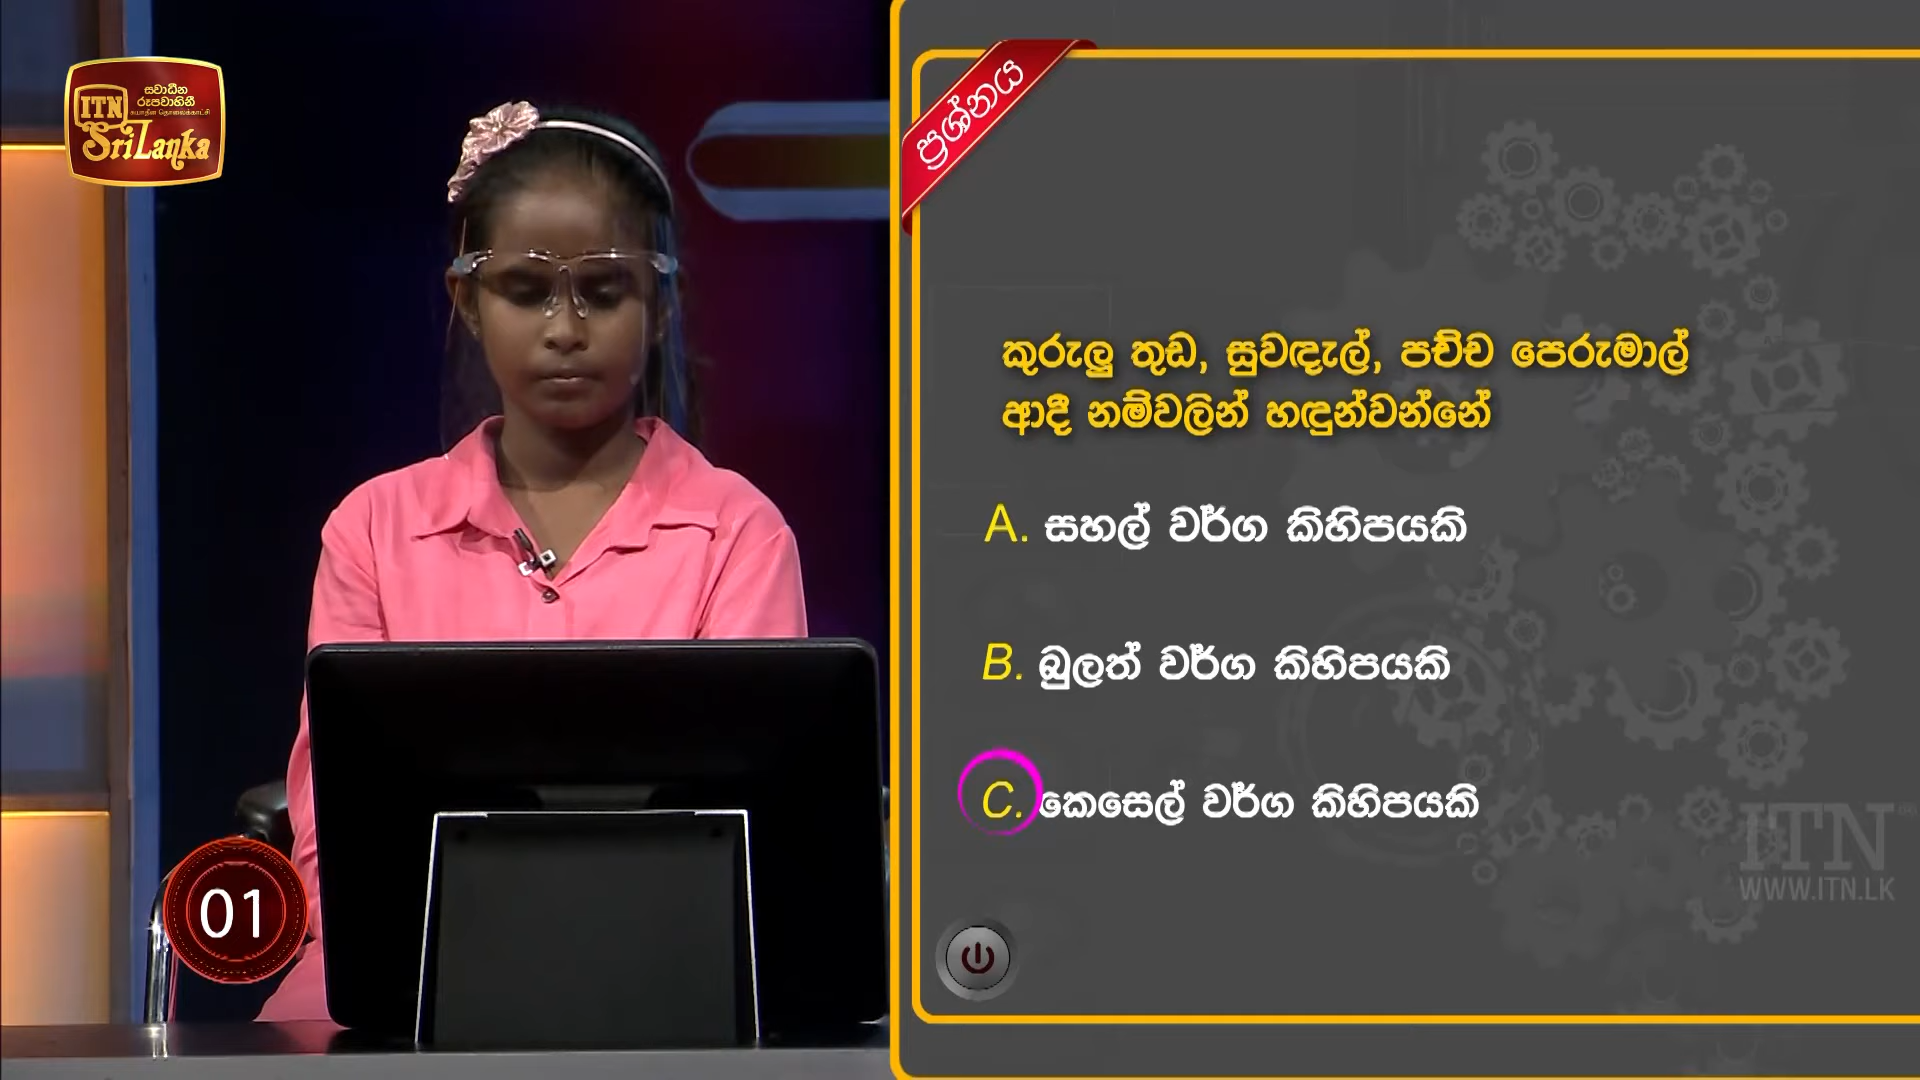 ITN
ස්වාධීන
රූපවාහිනී
Sri Lanka
ප්‍රශ්නය
කුරුලු තුඩ, සුවඳැල්, පච්ච පෙරුමාල්
ආදී නම්වලින් හඳුන්වන්නේ
A. සහල් වර්ග කිහිපයකි
B. බුලත් වර්ග කිහිපයකි
C. කෙසෙල් වර්ග කිහිපයකි
01
ITN
WWW.ITN.LK